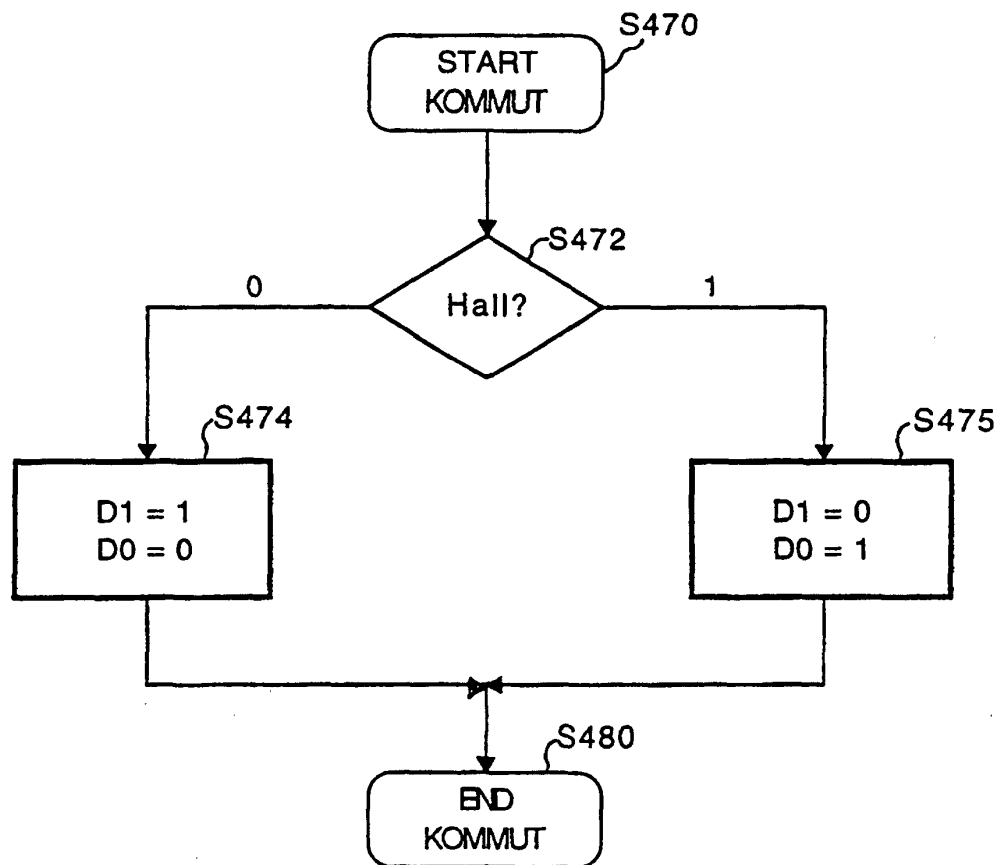 S470
START
KOMMUT
S472
Hall?
0
1
S474
D1 = 1
D0 = 0
S475
D1 = 0
D0 = 1
S480
END
KOMMUT